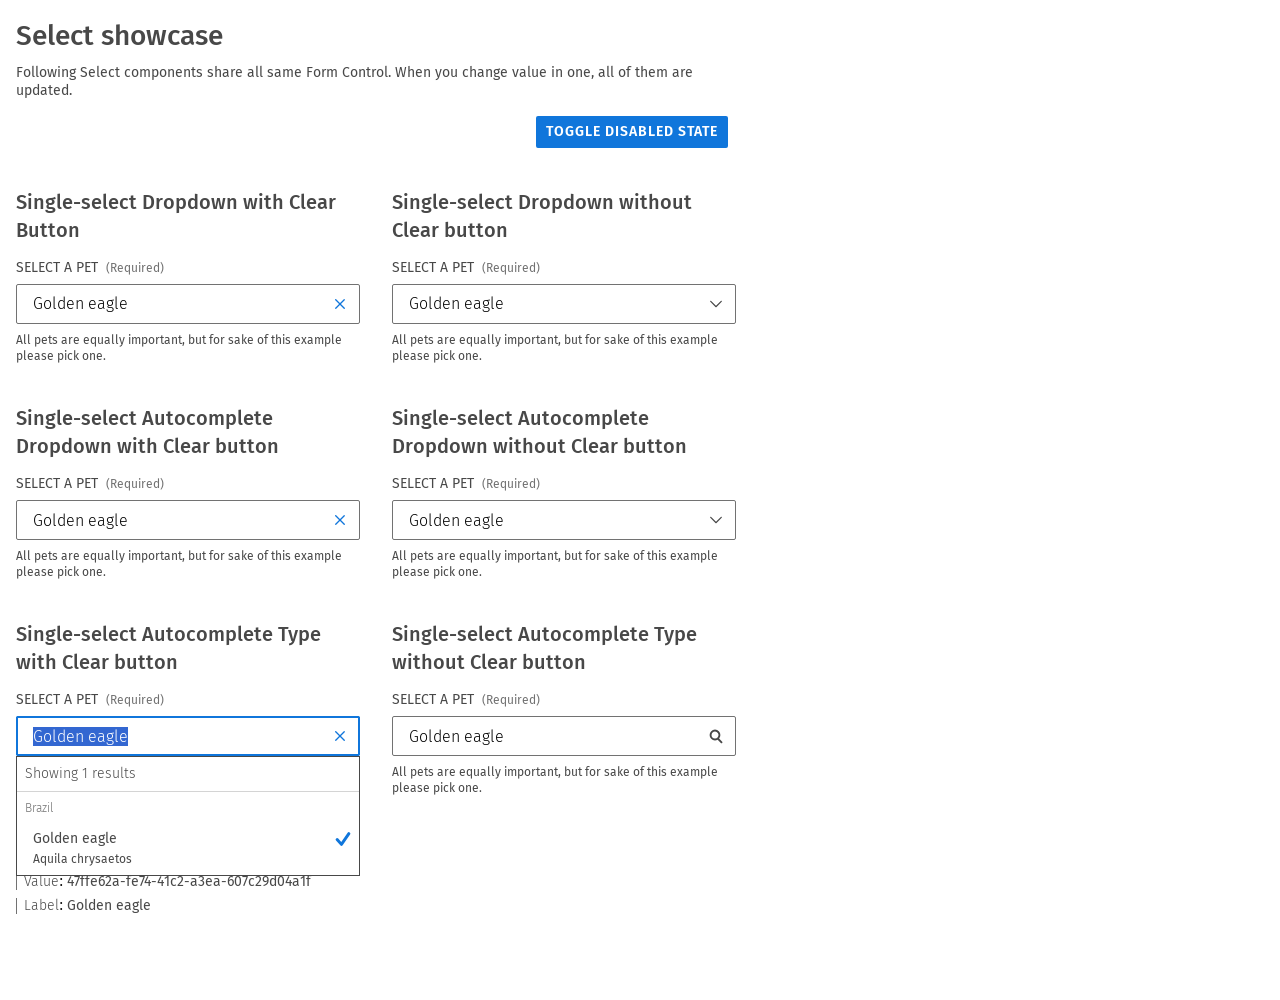 Select showcase
Following Select components share all same Form Control. When you change value in one, all of them are
updated.
TOGGLE DISABLED STATE
Single-select Dropdown with Clear
Button
SELECT A PET (Required)
Golden eagle
All pets are equally important, but for sake of this example
please pick one.
Single-select Dropdown without
Clear button
SELECT A PET (Required)
Golden eagle
All pets are equally important, but for sake of this example
please pick one.
Single-select Autocomplete
Dropdown with Clear button
SELECT A PET (Required)
Golden eagle
All pets are equally important, but for sake of this example
please pick one.
Single-select Autocomplete
Dropdown without Clear button
SELECT A PET (Required)
Golden eagle
All pets are equally important, but for sake of this example
please pick one.
Single-select Autocomplete Type
with Clear button
SELECT A PET (Required)
Golden eagle
Showing 1 results
Brazil
Golden eagle
Aquila chrysaetos
Single-select Autocomplete Type
without Clear button
SELECT A PET (Required)
Golden eagle
All pets are equally important, but for sake of this example
please pick one.
Value: 47ffe62a-fe74-41c2-a3ea-607c29d04a1f
Label: Golden eagle